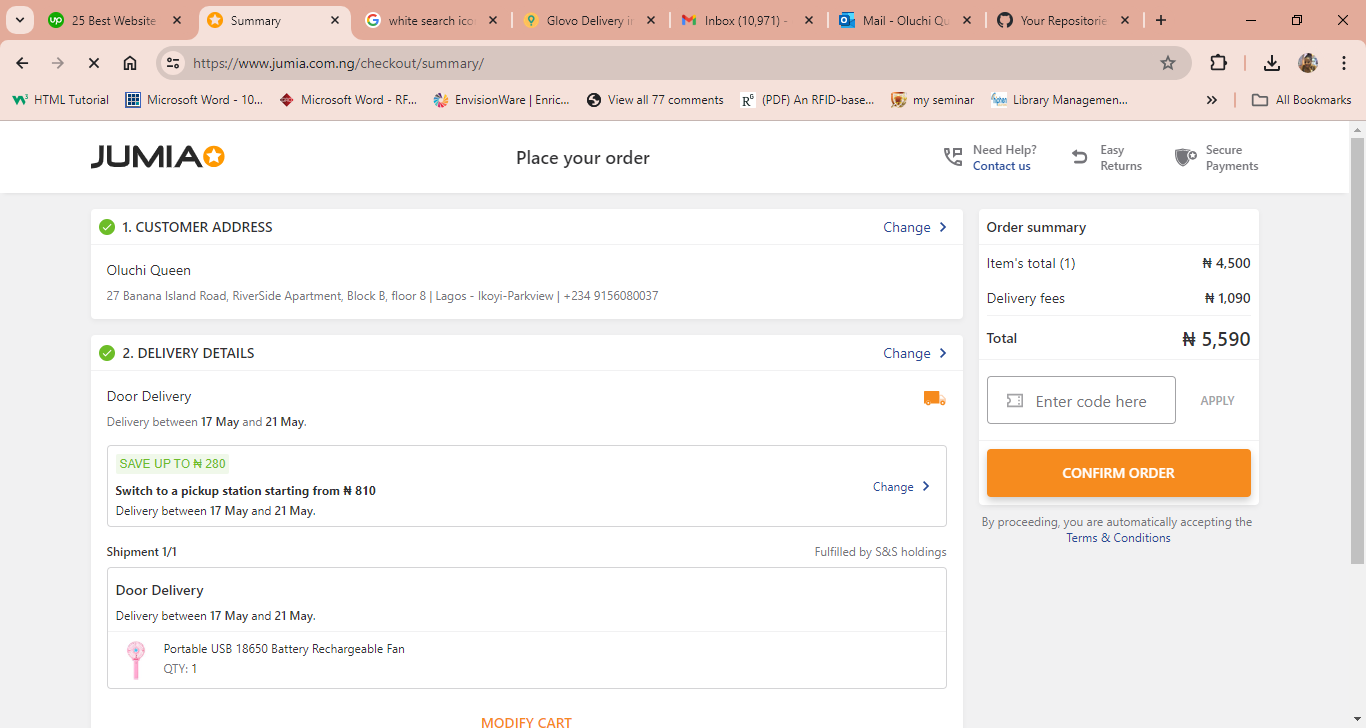 25 Best Website
Summary
white search ico
Glovo Delivery i
Inbox (10,971) -
Mail - Oluchi Qu
Your Repositorie
https://www.jumia.com.ng/checkout/summary/
HTML Tutorial
Microsoft Word - 10...
Microsoft Word - RF...
EnvisionWare | Enric...
View all 77 comments
(PDF) An RFID-base...
my seminar
Library Managemen...
All Bookmarks
JUMIA
Place your order
Need Help?
Contact us
Easy
Returns
Secure
Payments
1. CUSTOMER ADDRESS
Change
Oluchi Queen
27 Banana Island Road, RiverSide Apartment, Block B, floor 8 | Lagos - Ikoyi-Parkview | +234 9156080037
2. DELIVERY DETAILS
Change
Door Delivery
Delivery between 17 May and 21 May.
SAVE UP TO ₦ 280
Switch to a pickup station starting from ₦ 810
Delivery between 17 May and 21 May.
Change
Shipment 1/1
Fulfilled by S&S holdings
Door Delivery
Delivery between 17 May and 21 May.
Portable USB 18650 Battery Rechargeable Fan
QTY: 1
MODIFY CART
Order summary
Item's total (1)
₦ 4,500
Delivery fees
₦ 1,090
Total
₦ 5,590
Enter code here
APPLY
CONFIRM ORDER
By proceeding, you are automatically accepting the
Terms & Conditions